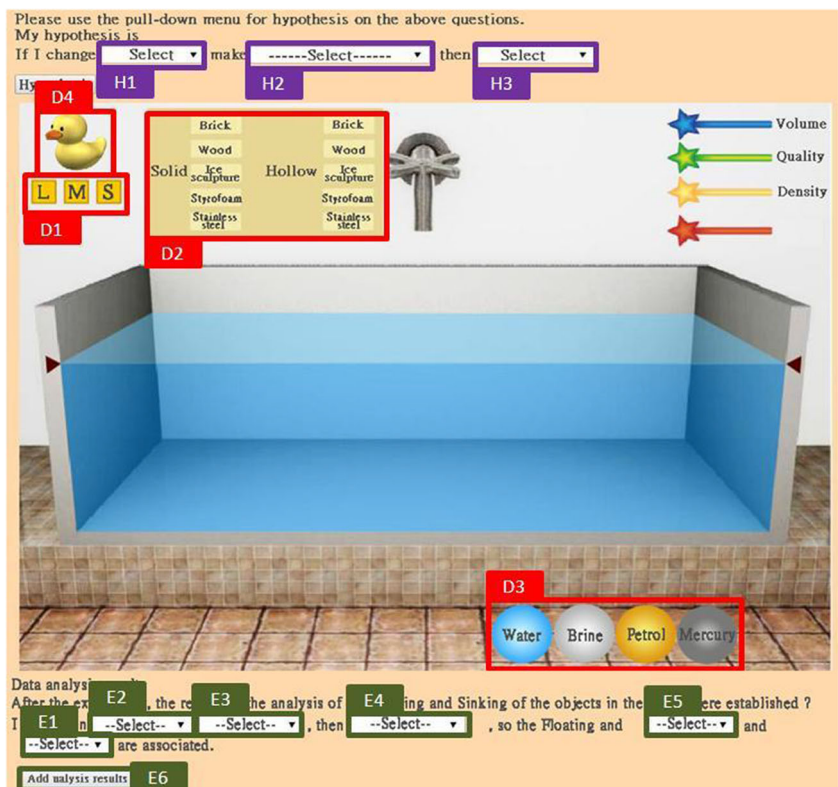 Please use the pull-down menu for hypothesis on the above questions.
My hypothesis is
If I change Select make ------Select------ then Select
H1 H2 H3
D4
Solid
Brick
Wood
Ice sculpture
Styrofoam
Stainless steel
Hollow
Brick
Wood
Ice sculpture
Styrofoam
Stainless steel
Volume
Quality
Density
L M S
D1
D2
D3
Water Brine Petrol Mercury
Data analysis
After the the analysis of ing and Sinking of the objects in the ere established ?
E2 E3 E4 E5
E1
I --Select-- --Select-- , then --Select-- , so the Floating and --Select-- and
--Select-- are associated.
Add nalysis results E6